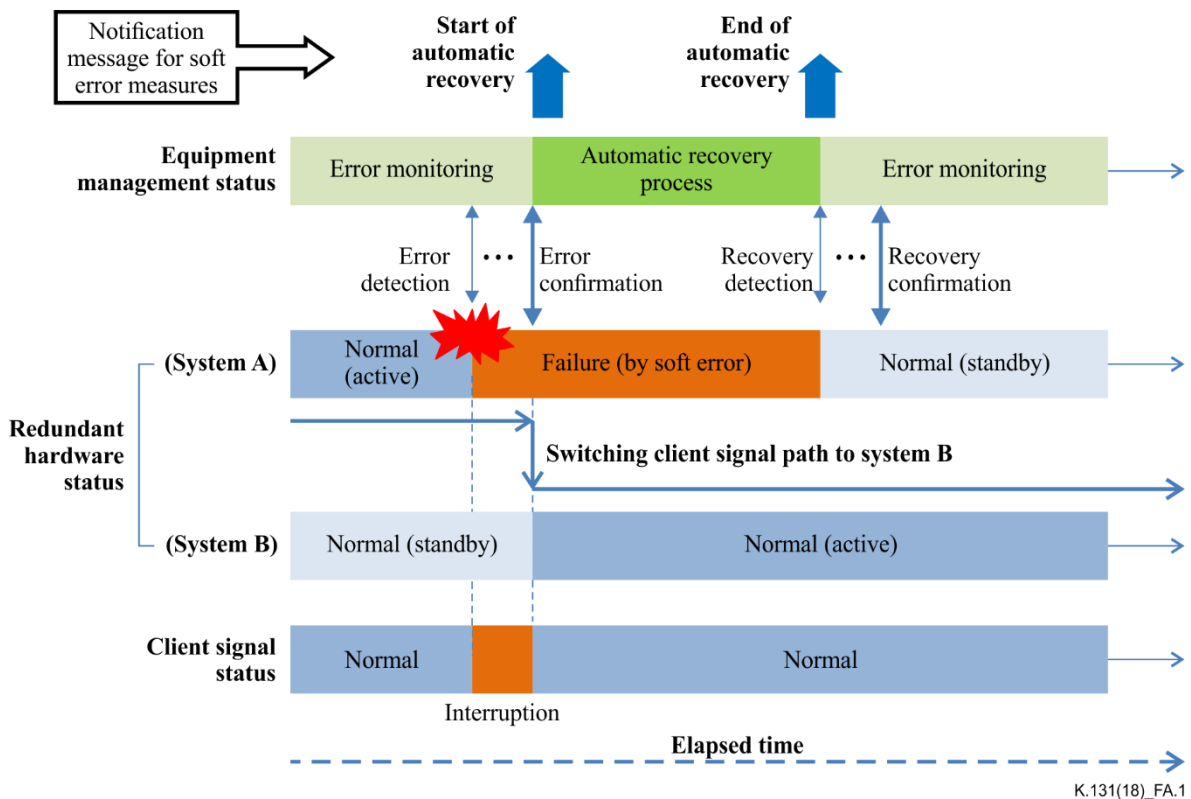 Notification
message for soft
error measures
Start of
automatic
recovery
End of
automatic
recovery
Equipment
management status
Error monitoring
Automatic recovery
process
Error monitoring
Error
detection
•••
Error
confirmation
Recovery
detection
•••
Recovery
confirmation
(System A)
Normal
(active)
Failure (by soft error)
Normal (standby)
Redundant
hardware
status
Switching client signal path to system B
(System B)
Normal (standby)
Normal (active)
Client signal
status
Normal
Normal
Interruption
Elapsed time
K.131(18)_FA.1